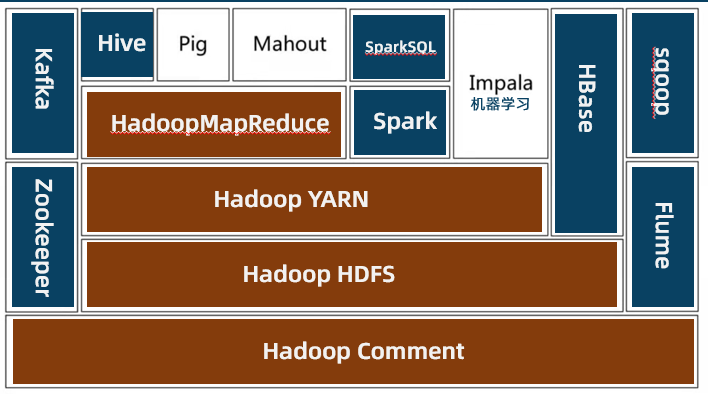 Kafka
Hive
Pig
Mahout
SparkSQL
Impala
机器学习
HBase
sqoop
HadoopMapReduce
Spark
Zookeeper
Hadoop YARN
Flume
Hadoop HDFS
Hadoop Comment